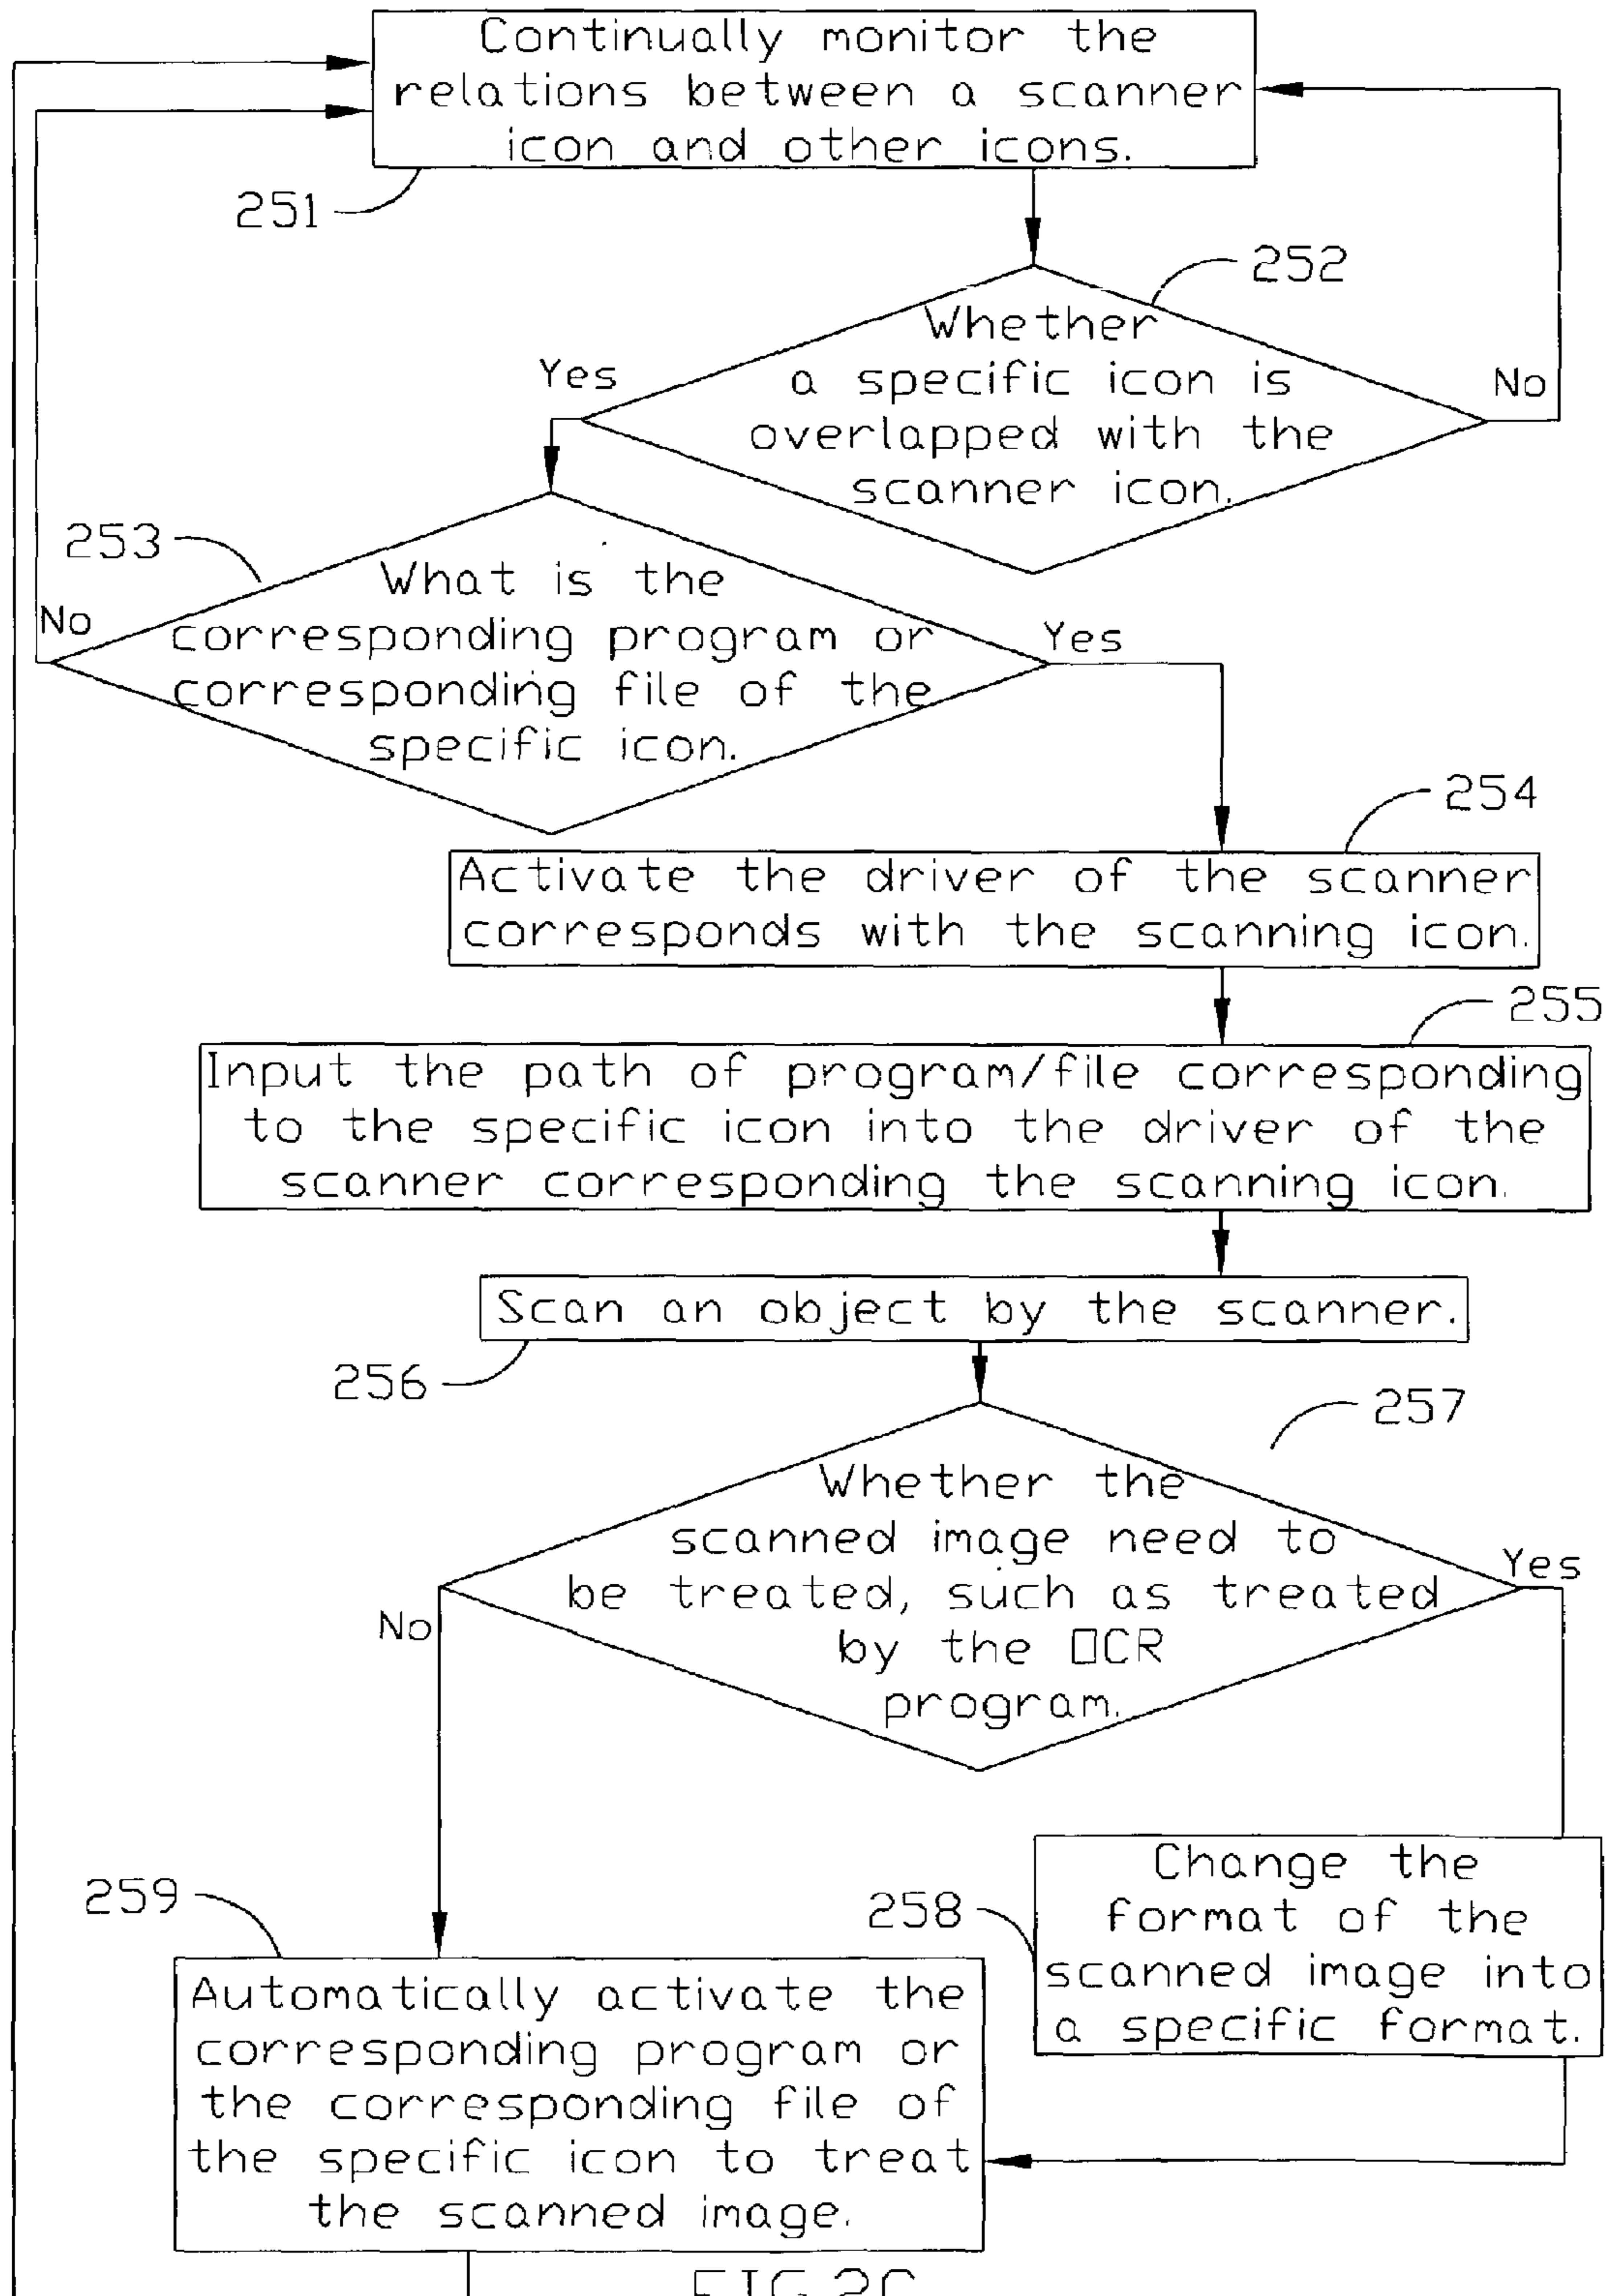 Continually monitor the
relations between a scanner
icon and other icons.
251
252
Whether
a specific icon is
overlapped with the
scanner icon.
Yes
No
253
What is the
corresponding program or
corresponding file of the
specific icon.
No
Yes
254
Activate the driver of the scanner
corresponds with the scanning icon.
255
Input the path of program/file corresponding
to the specific icon into the driver of the
scanner corresponding the scanning icon.
Scan an object by the scanner.
256
257
Whether the
scanned image need to
be treated, such as treated
by the OCR
program.
Yes
No
258
Change the
format of the
scanned image into
a specific format.
259
Automatically activate the
corresponding program or
the corresponding file of
the specific icon to treat
the scanned image.
FIG.2C